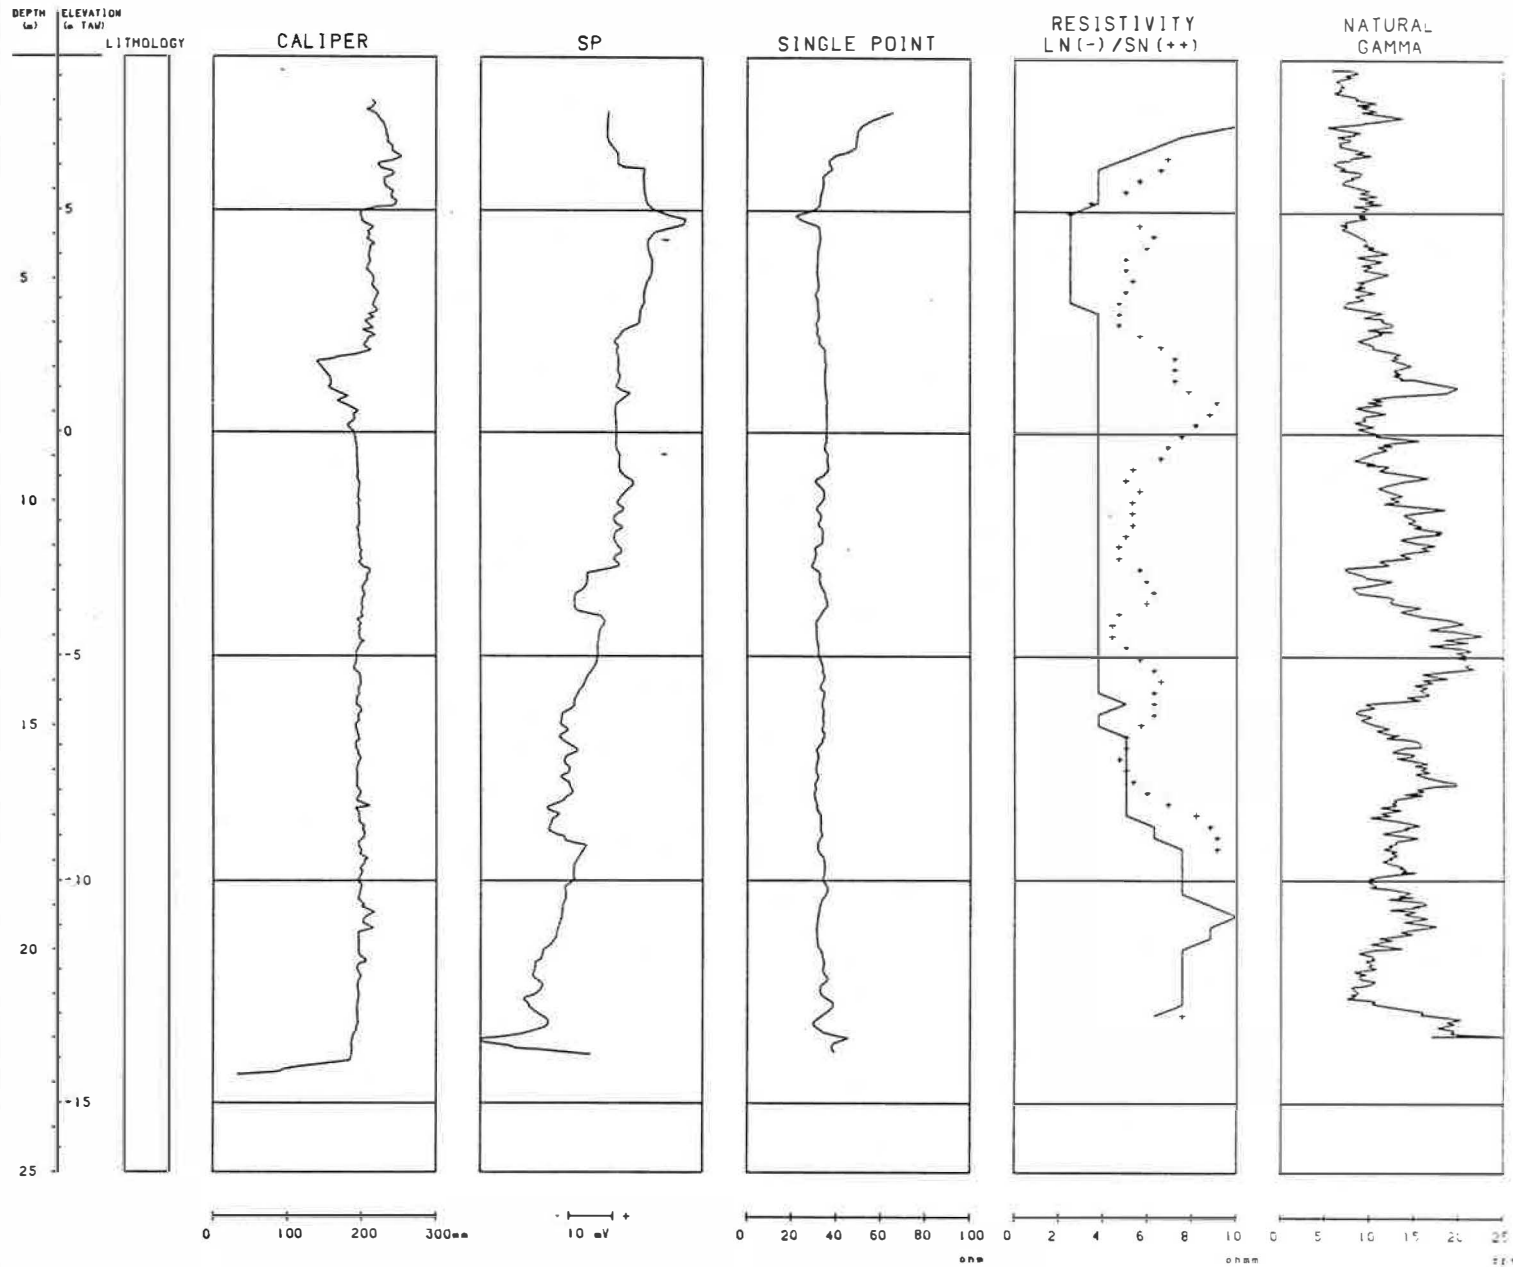 DEPTH
(m)
ELEVATION
(m TAW)
LITHOLOGY
CALIPER
SP
SINGLE POINT
RESISTIVITY
LN(-)/SN(++)
NATURAL
GAMMA
5
5
0
10
-5
15
-10
20
-15
25
0 100 200 300mm
- +
10 mV
0 20 40 60 80 100
ohm
0 2 4 6 8 10
ohmm
0 5 10 15 20 25